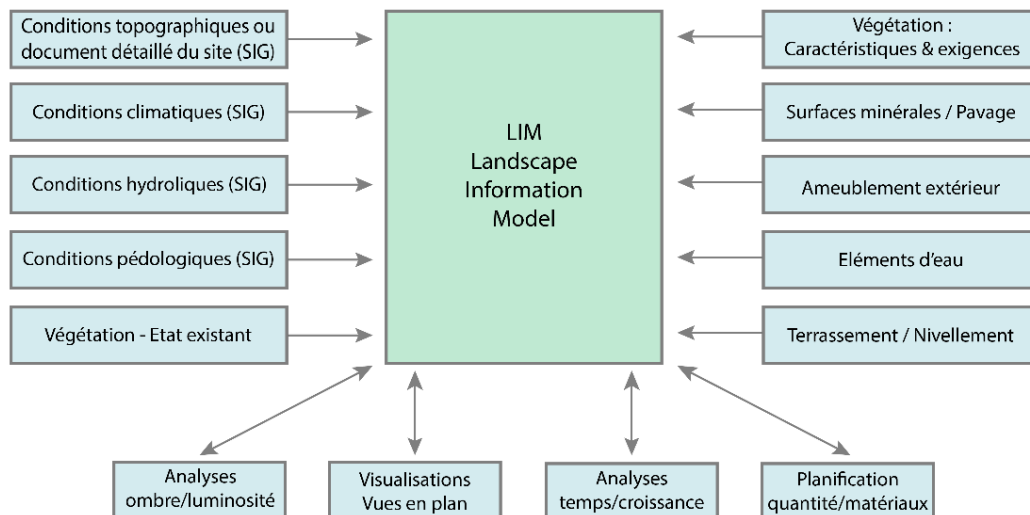 Conditions topographiques ou
document détaillé du site (SIG)
Conditions climatiques (SIG)
Conditions hydroliques (SIG)
Conditions pédologiques (SIG)
Végétation - Etat existant
LIM
Landscape
Information
Model
Végétation :
Caractéristiques & exigences
Surfaces minérales / Pavage
Ameublement extérieur
Eléments d'eau
Terrassement / Nivellement
Analyses
ombre/luminosité
Visualisations
Vues en plan
Analyses
temps/croissance
Planification
quantité/matériaux